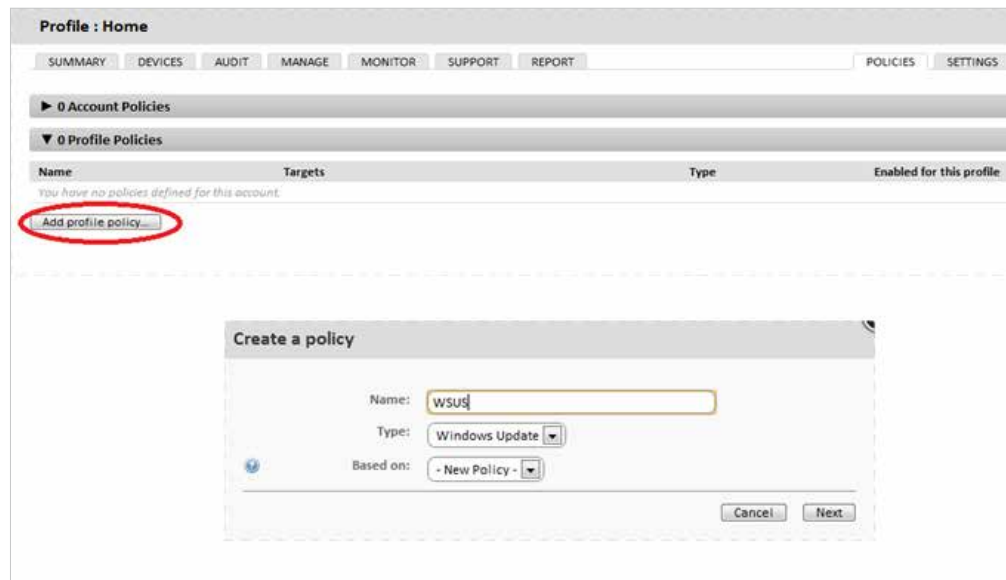 Profile : Home
SUMMARY DEVICES AUDIT MANAGE MONITOR SUPPORT REPORT POLICIES SETTINGS
▶ 0 Account Policies
▼ 0 Profile Policies
Name Targets Type Enabled for this profile
You have no policies defined for this account.
Add profile policy...
Create a policy
Name: WSUS
Type: Windows Update
Based on: - New Policy -
Cancel Next